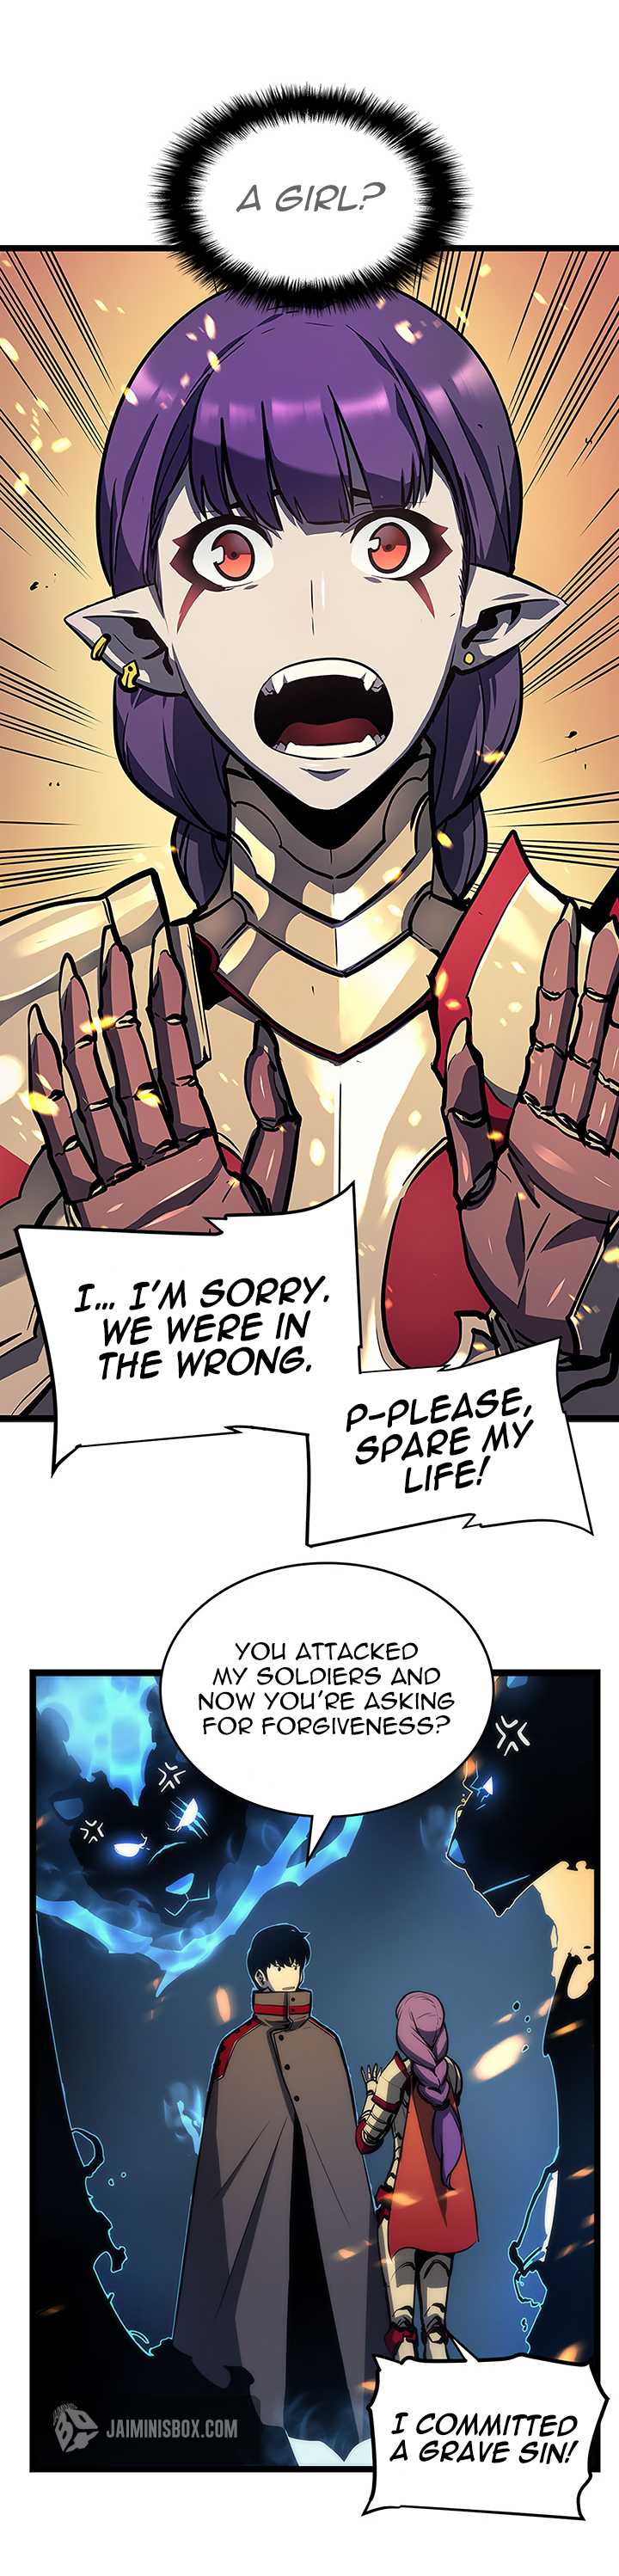 A GIRL?
I... I'M SORRY.
WE WERE IN
THE WRONG.
P-PLEASE,
SPARE MY
LIFE!
YOU ATTACKED
MY SOLDIERS AND
NOW YOU'RE ASKING
FOR FORGIVENESS?
JAIMINISBOX.COM
I COMMITTED
A GRAVE SIN!